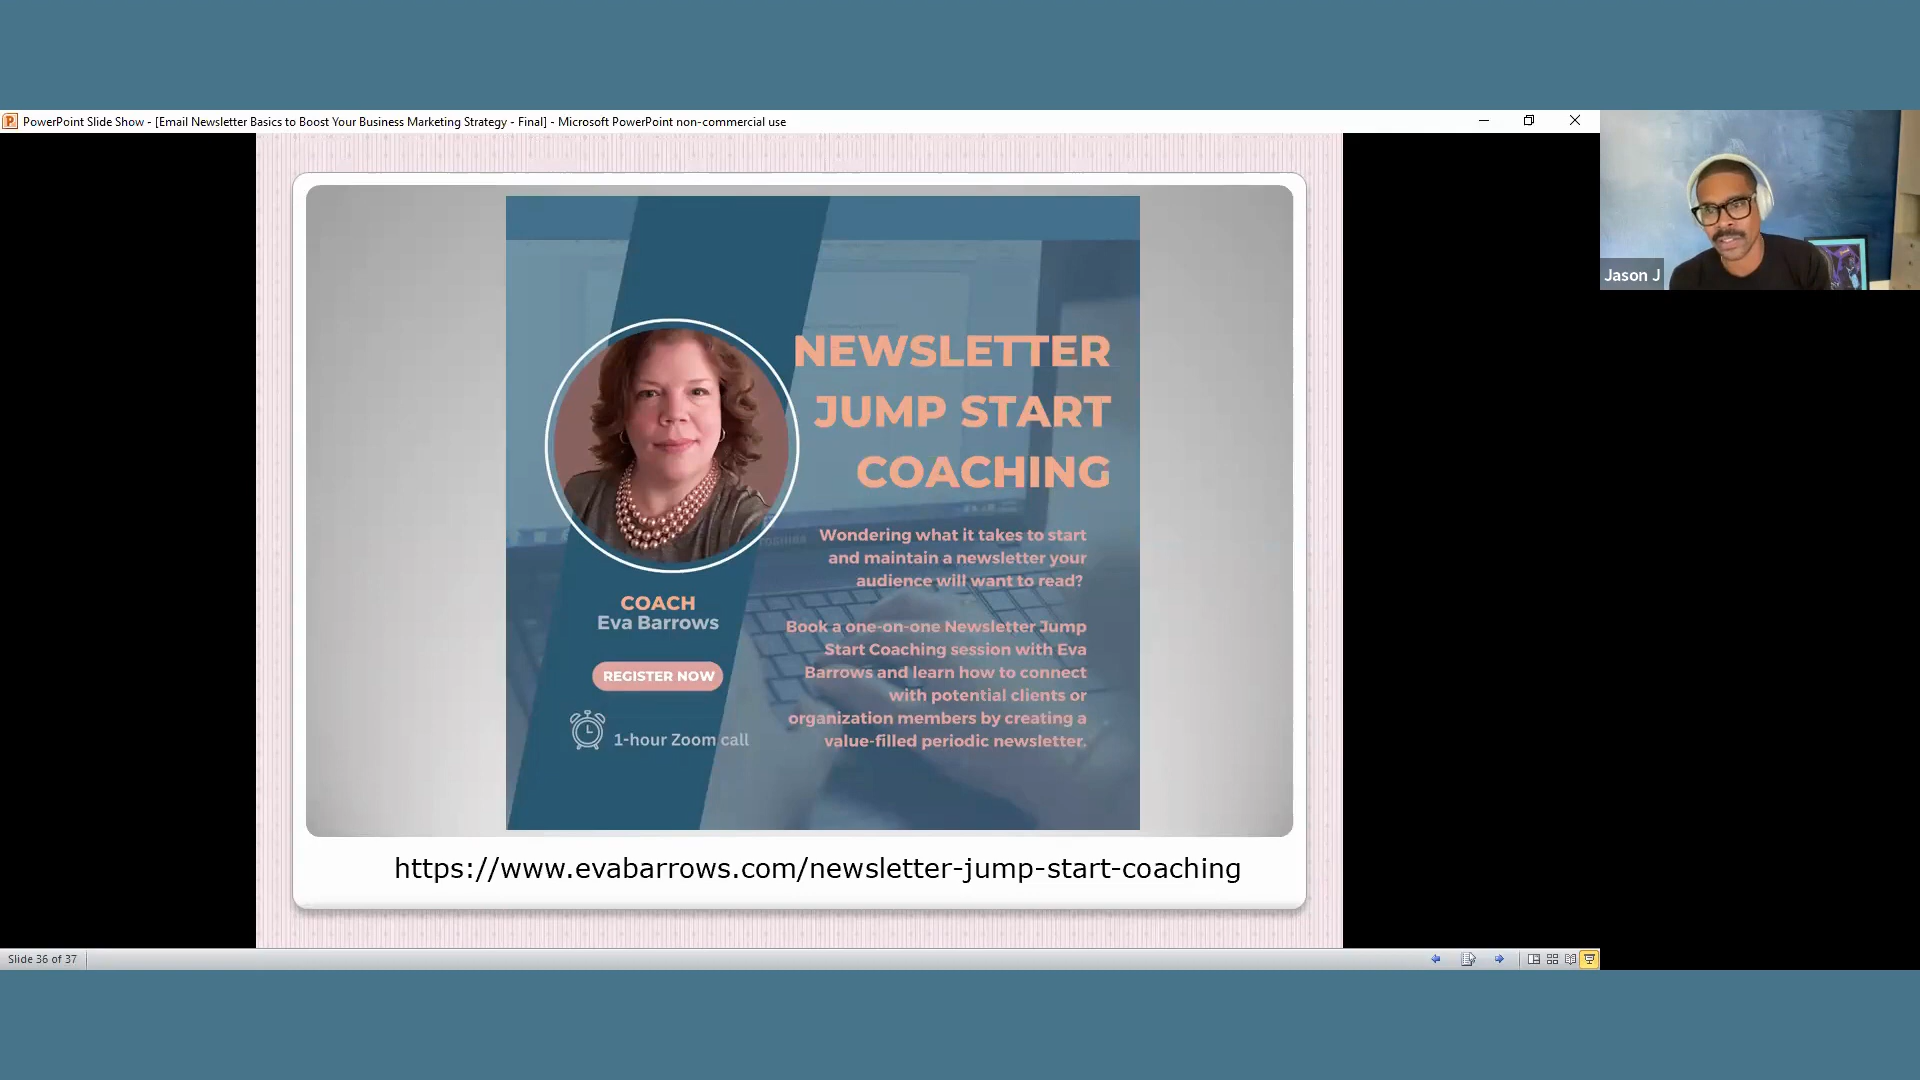 PowerPoint Slide Show - [Email Newsletter Basics to Boost Your Business Marketing Strategy - Final] - Microsoft PowerPoint non-commercial use
Jason J
NEWSLETTER
JUMP START
COACHING
TOSHIBA
Wondering what it takes to start
and maintain a newsletter your
audience will want to read?
COACH
Eva Barrows
REGISTER NOW
1-hour Zoom call
Book a one-on-one Newsletter Jump
Start Coaching session with Eva
Barrows and learn how to connect
with potential clients or
organization members by creating a
value-filled periodic newsletter.
https://www.evabarrows.com/newsletter-jump-start-coaching
Slide 36 of 37